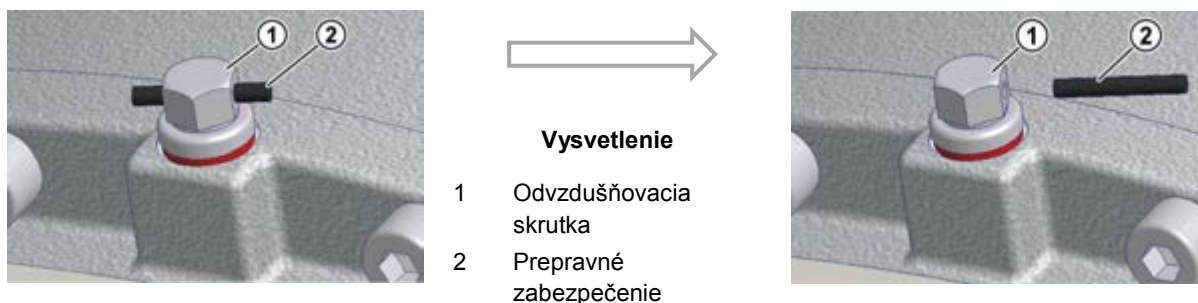 1
2
1
2
Vysvetlenie
1 Odvzdušňovacia
skrutka
2 Prepravné
zabezpečenie